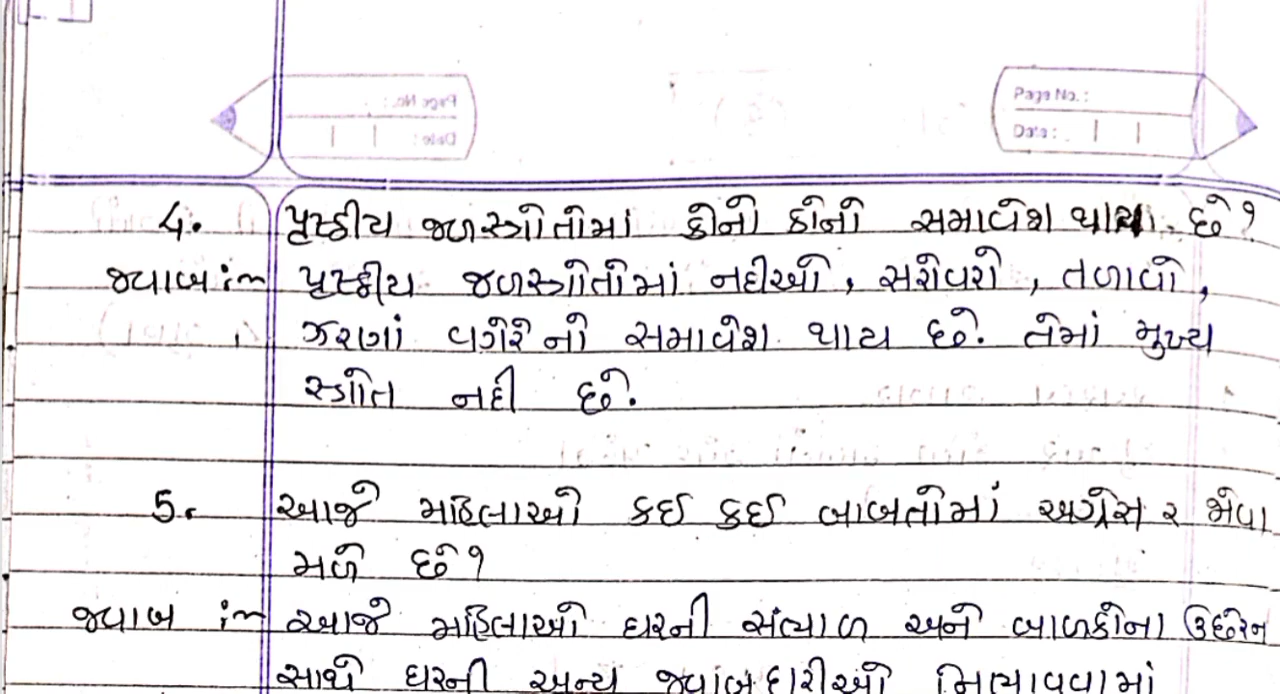 Page No. :
Date :
4. પૃષ્ઠીય જળસ્ત્રોતોમાં કોનો કોનો સમાવેશ થાય છે?
જવાબ:- પૃષ્ઠીય જળસ્ત્રોતોમાં નદીઓ, સરોવરો, તળાવો,
ઝરણાં વગેરેનો સમાવેશ થાય છે. તેમાં મુખ્ય
સ્ત્રોત નદી છે.
5. આજે મહિલાઓ કઈ કઈ બાબતોમાં અગ્રેસર જોવા
મળે છે?
જવાબ :- આજે મહિલાઓ ઘરની સંભાળ અને બાળકોના ઉછેરન
સાથે ઘરની અન્ય જવાબદારીઓ નિભાવવામાં